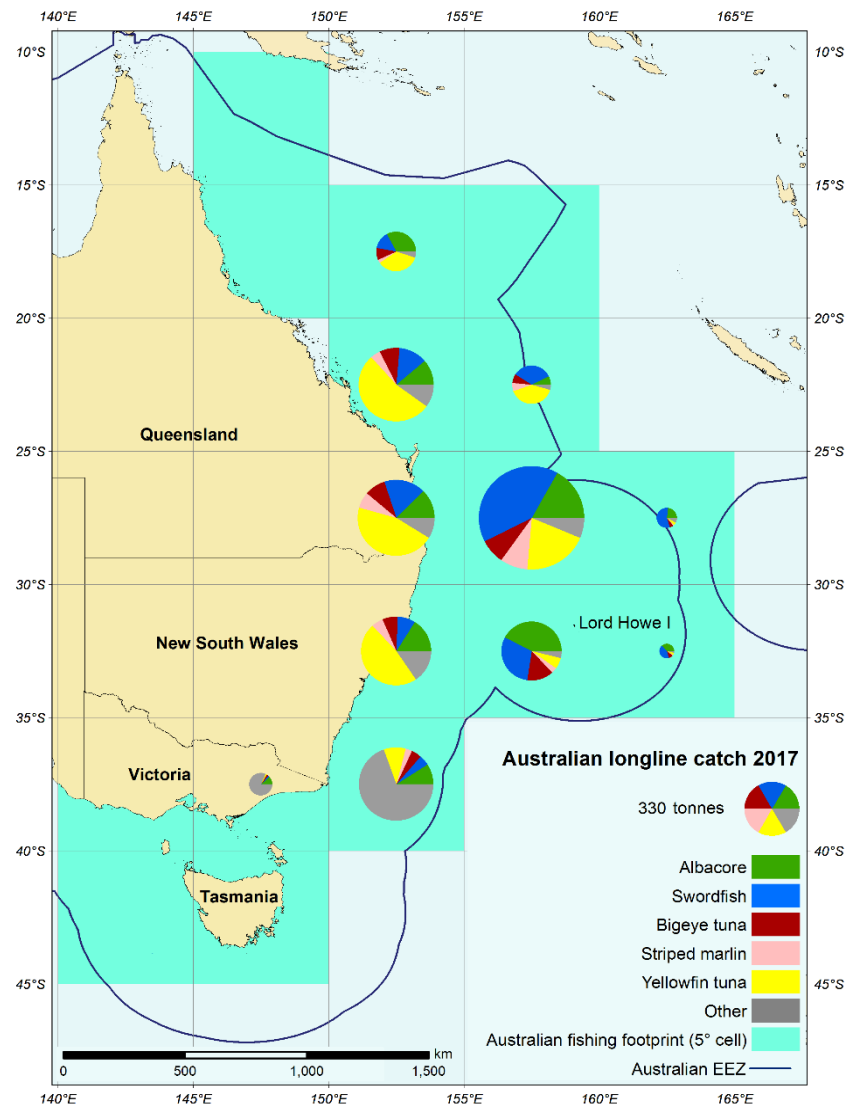 140°E 145°E 150°E 155°E 160°E 165°E
10°S 10°S
15°S 15°S
20°S 20°S
25°S 25°S
Queensland
30°S 30°S
New South Wales
Lord Howe I
35°S 35°S
Victoria
Australian longline catch 2017
330 tonnes
40°S 40°S
Albacore
Swordfish
Tasmania
Bigeye tuna
Striped marlin
45°S 45°S
Yellowfin tuna
Other
Australian fishing footprint (5° cell)
Australian EEZ
km
0 500 1,000 1,500
140°E 145°E 150°E 155°E 160°E 165°E